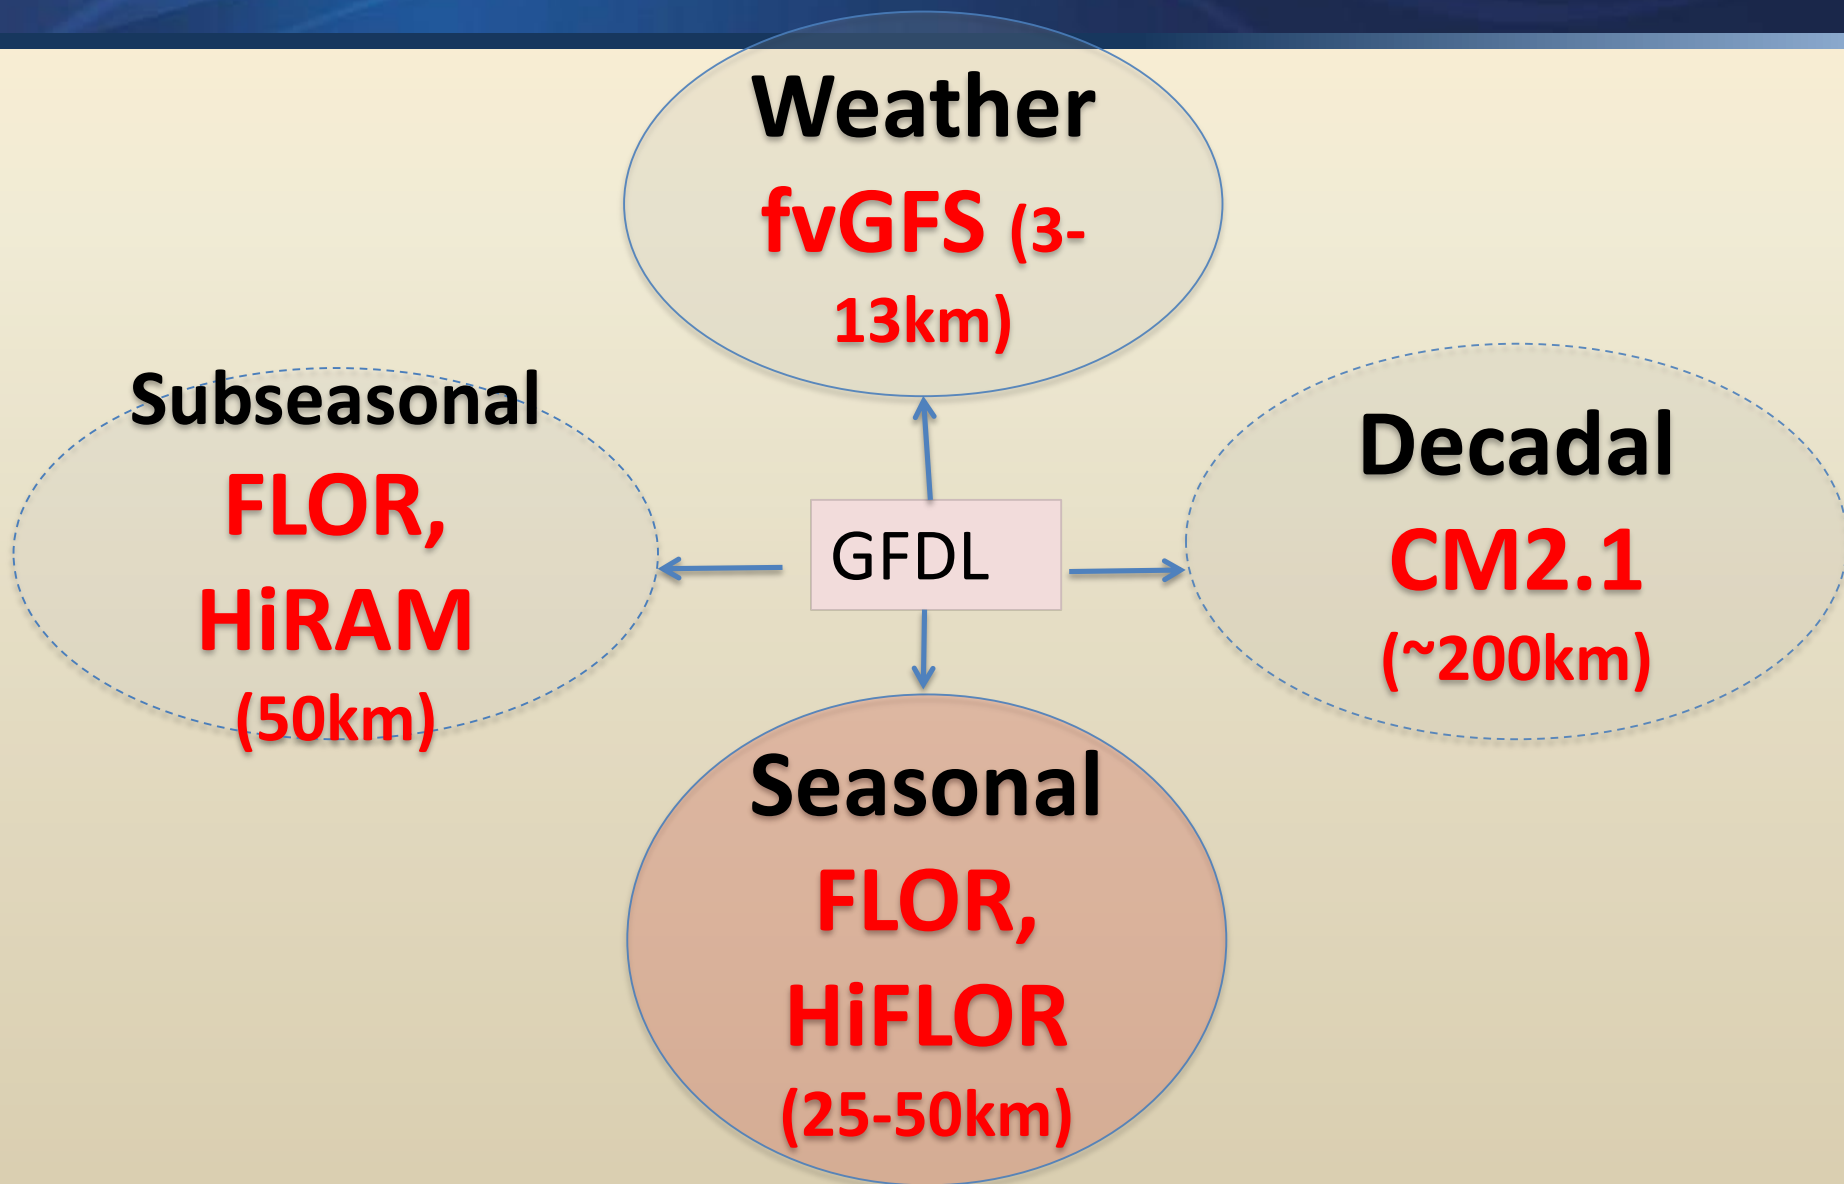 Weather
fvGFS (3-
13km)
Subseasonal
FLOR,
HiRAM
(50km)
GFDL
Decadal
CM2.1
(~200km)
Seasonal
FLOR,
HiFLOR
(25-50km)